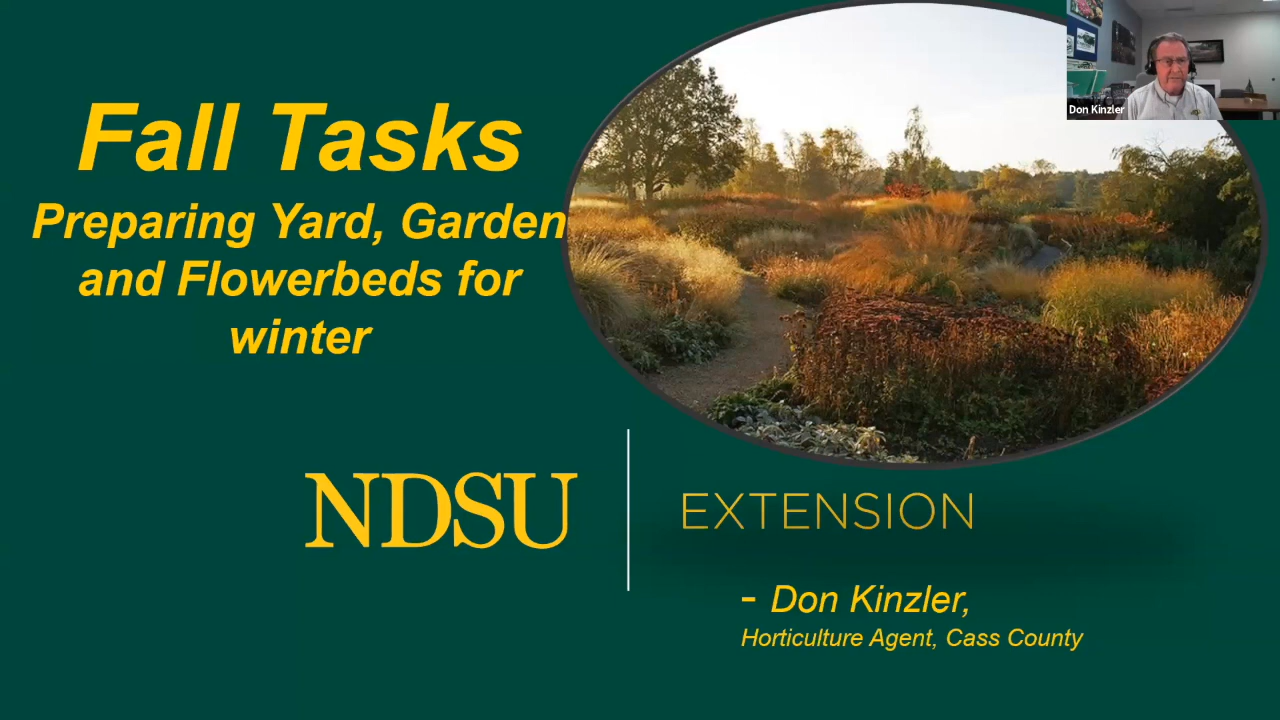 Fall Tasks
Preparing Yard, Garden
and Flowerbeds for
winter
Don Kinzler
NDSU
EXTENSION
- Don Kinzler,
Horticulture Agent, Cass County